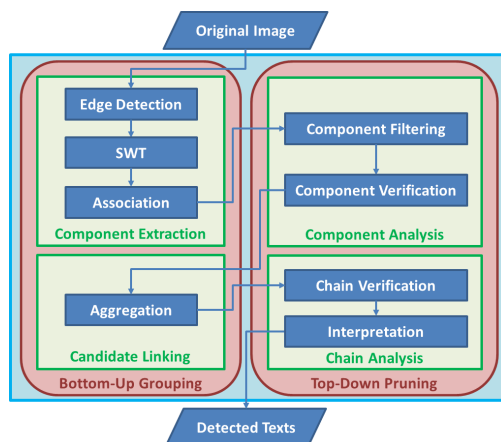 Original Image
Edge Detection
SWT
Association
Component Extraction
Component Filtering
Component Verification
Component Analysis
Aggregation
Candidate Linking
Bottom-Up Grouping
Chain Verification
Interpretation
Chain Analysis
Top-Down Pruning
Detected Texts